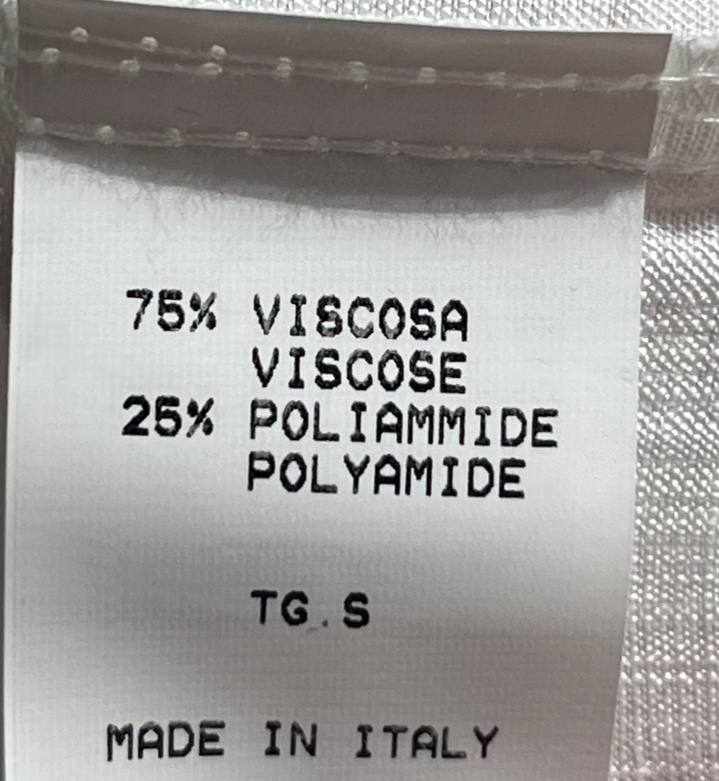 75% VISCOSA
VISCOSE
25% POLIAMMIDE
POLYAMIDE
TG.S
MADE IN ITALY